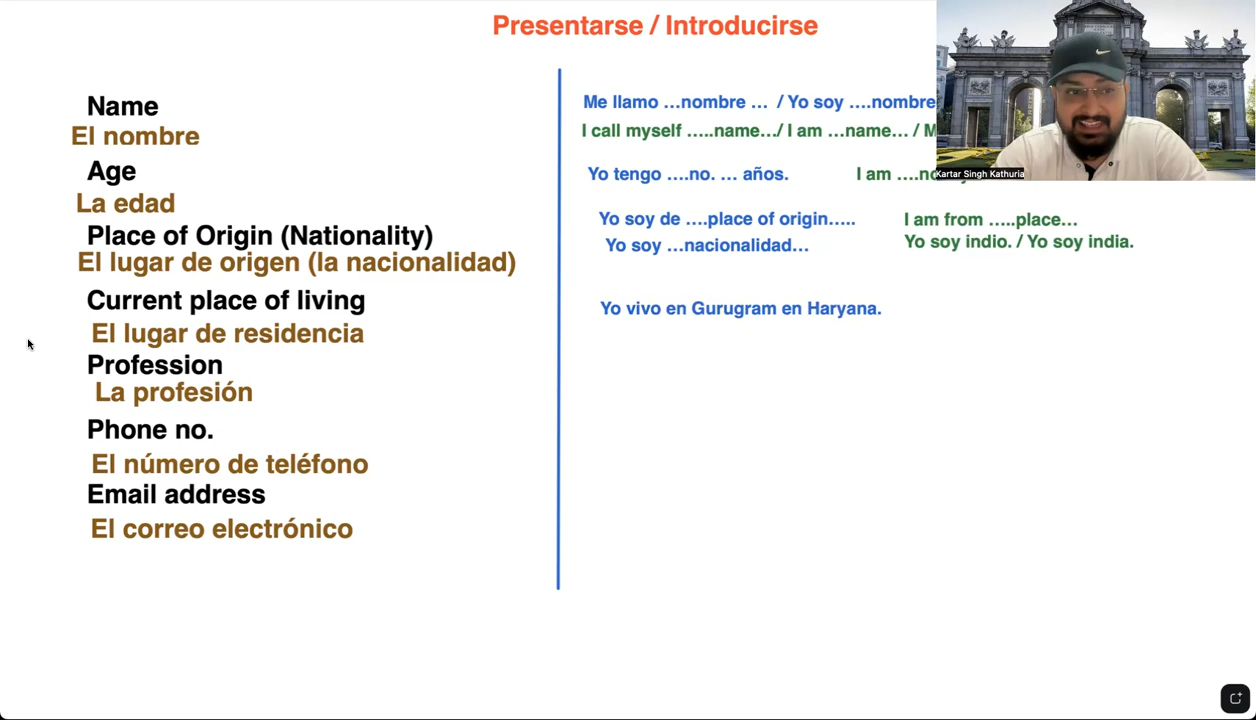 Presentarse / Introducirse
Name
El nombre
Age
La edad
Place of Origin (Nationality)
El lugar de origen (la nacionalidad)
Current place of living
El lugar de residencia
Profession
La profesión
Phone no.
El número de teléfono
Email address
El correo electrónico
Me llamo …nombre … / Yo soy ….nombre
I call myself …..name…/ I am …name… / M
Yo tengo ….no. … años.
I am ….no
Yo soy de ….place of origin…..
I am from …..place…
Yo soy …nacionalidad…
Yo soy indio. / Yo soy india.
Yo vivo en Gurugram en Haryana.
Kartar Singh Kathuria